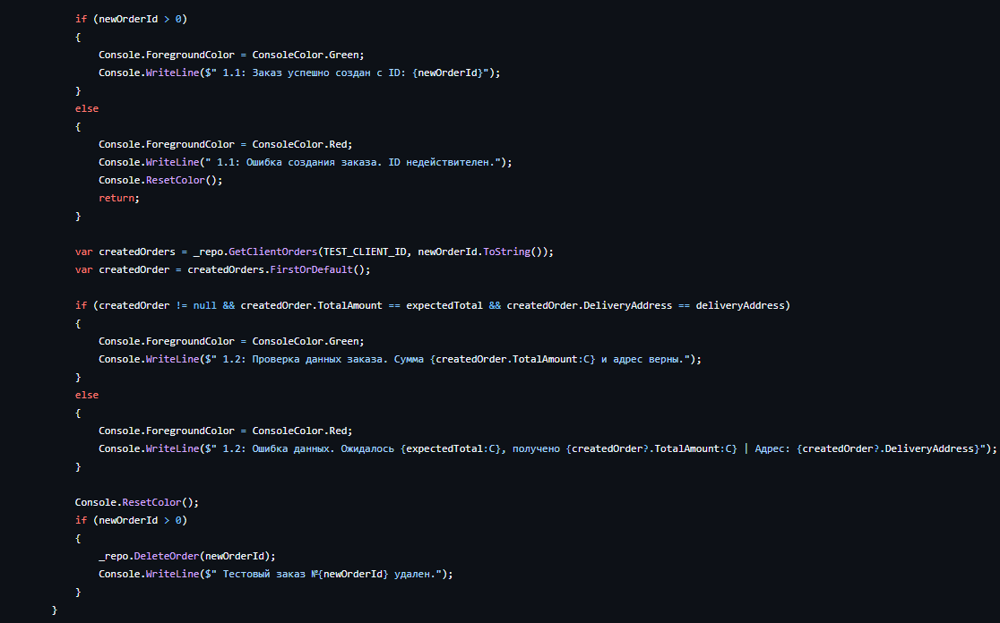 if (newOrderId > 0)
{
Console.ForegroundColor = ConsoleColor.Green;
Console.WriteLine($" 1.1: Заказ успешно создан с ID: {newOrderId}");
}
else
{
Console.ForegroundColor = ConsoleColor.Red;
Console.WriteLine(" 1.1: Ошибка создания заказа. ID недействителен.");
Console.ResetColor();
return;
}
var createdOrders = _repo.GetClientOrders(TEST_CLIENT_ID, newOrderId.ToString());
var createdOrder = createdOrders.FirstOrDefault();
if (createdOrder != null && createdOrder.TotalAmount == expectedTotal && createdOrder.DeliveryAddress == deliveryAddress)
{
Console.ForegroundColor = ConsoleColor.Green;
Console.WriteLine($" 1.2: Проверка данных заказа. Сумма {createdOrder.TotalAmount:C} и адрес верны.");
}
else
{
Console.ForegroundColor = ConsoleColor.Red;
Console.WriteLine($" 1.2: Ошибка данных. Ожидалось {expectedTotal:C}, получено {createdOrder?.TotalAmount:C} | Адрес: {createdOrder?.DeliveryAddress}");
}
Console.ResetColor();
if (newOrderId > 0)
{
_repo.DeleteOrder(newOrderId);
Console.WriteLine($" Тестовый заказ №{newOrderId} удален.");
}
}